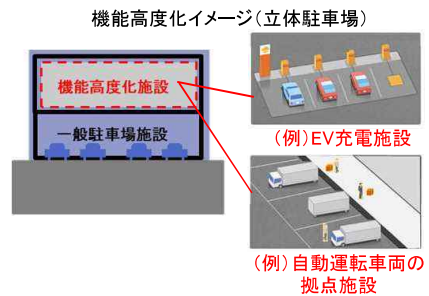 機能高度化イメージ（立体駐車場）
機能高度化施設
一般駐車場施設
（例）EV充電施設
（例）自動運転車両の
拠点施設